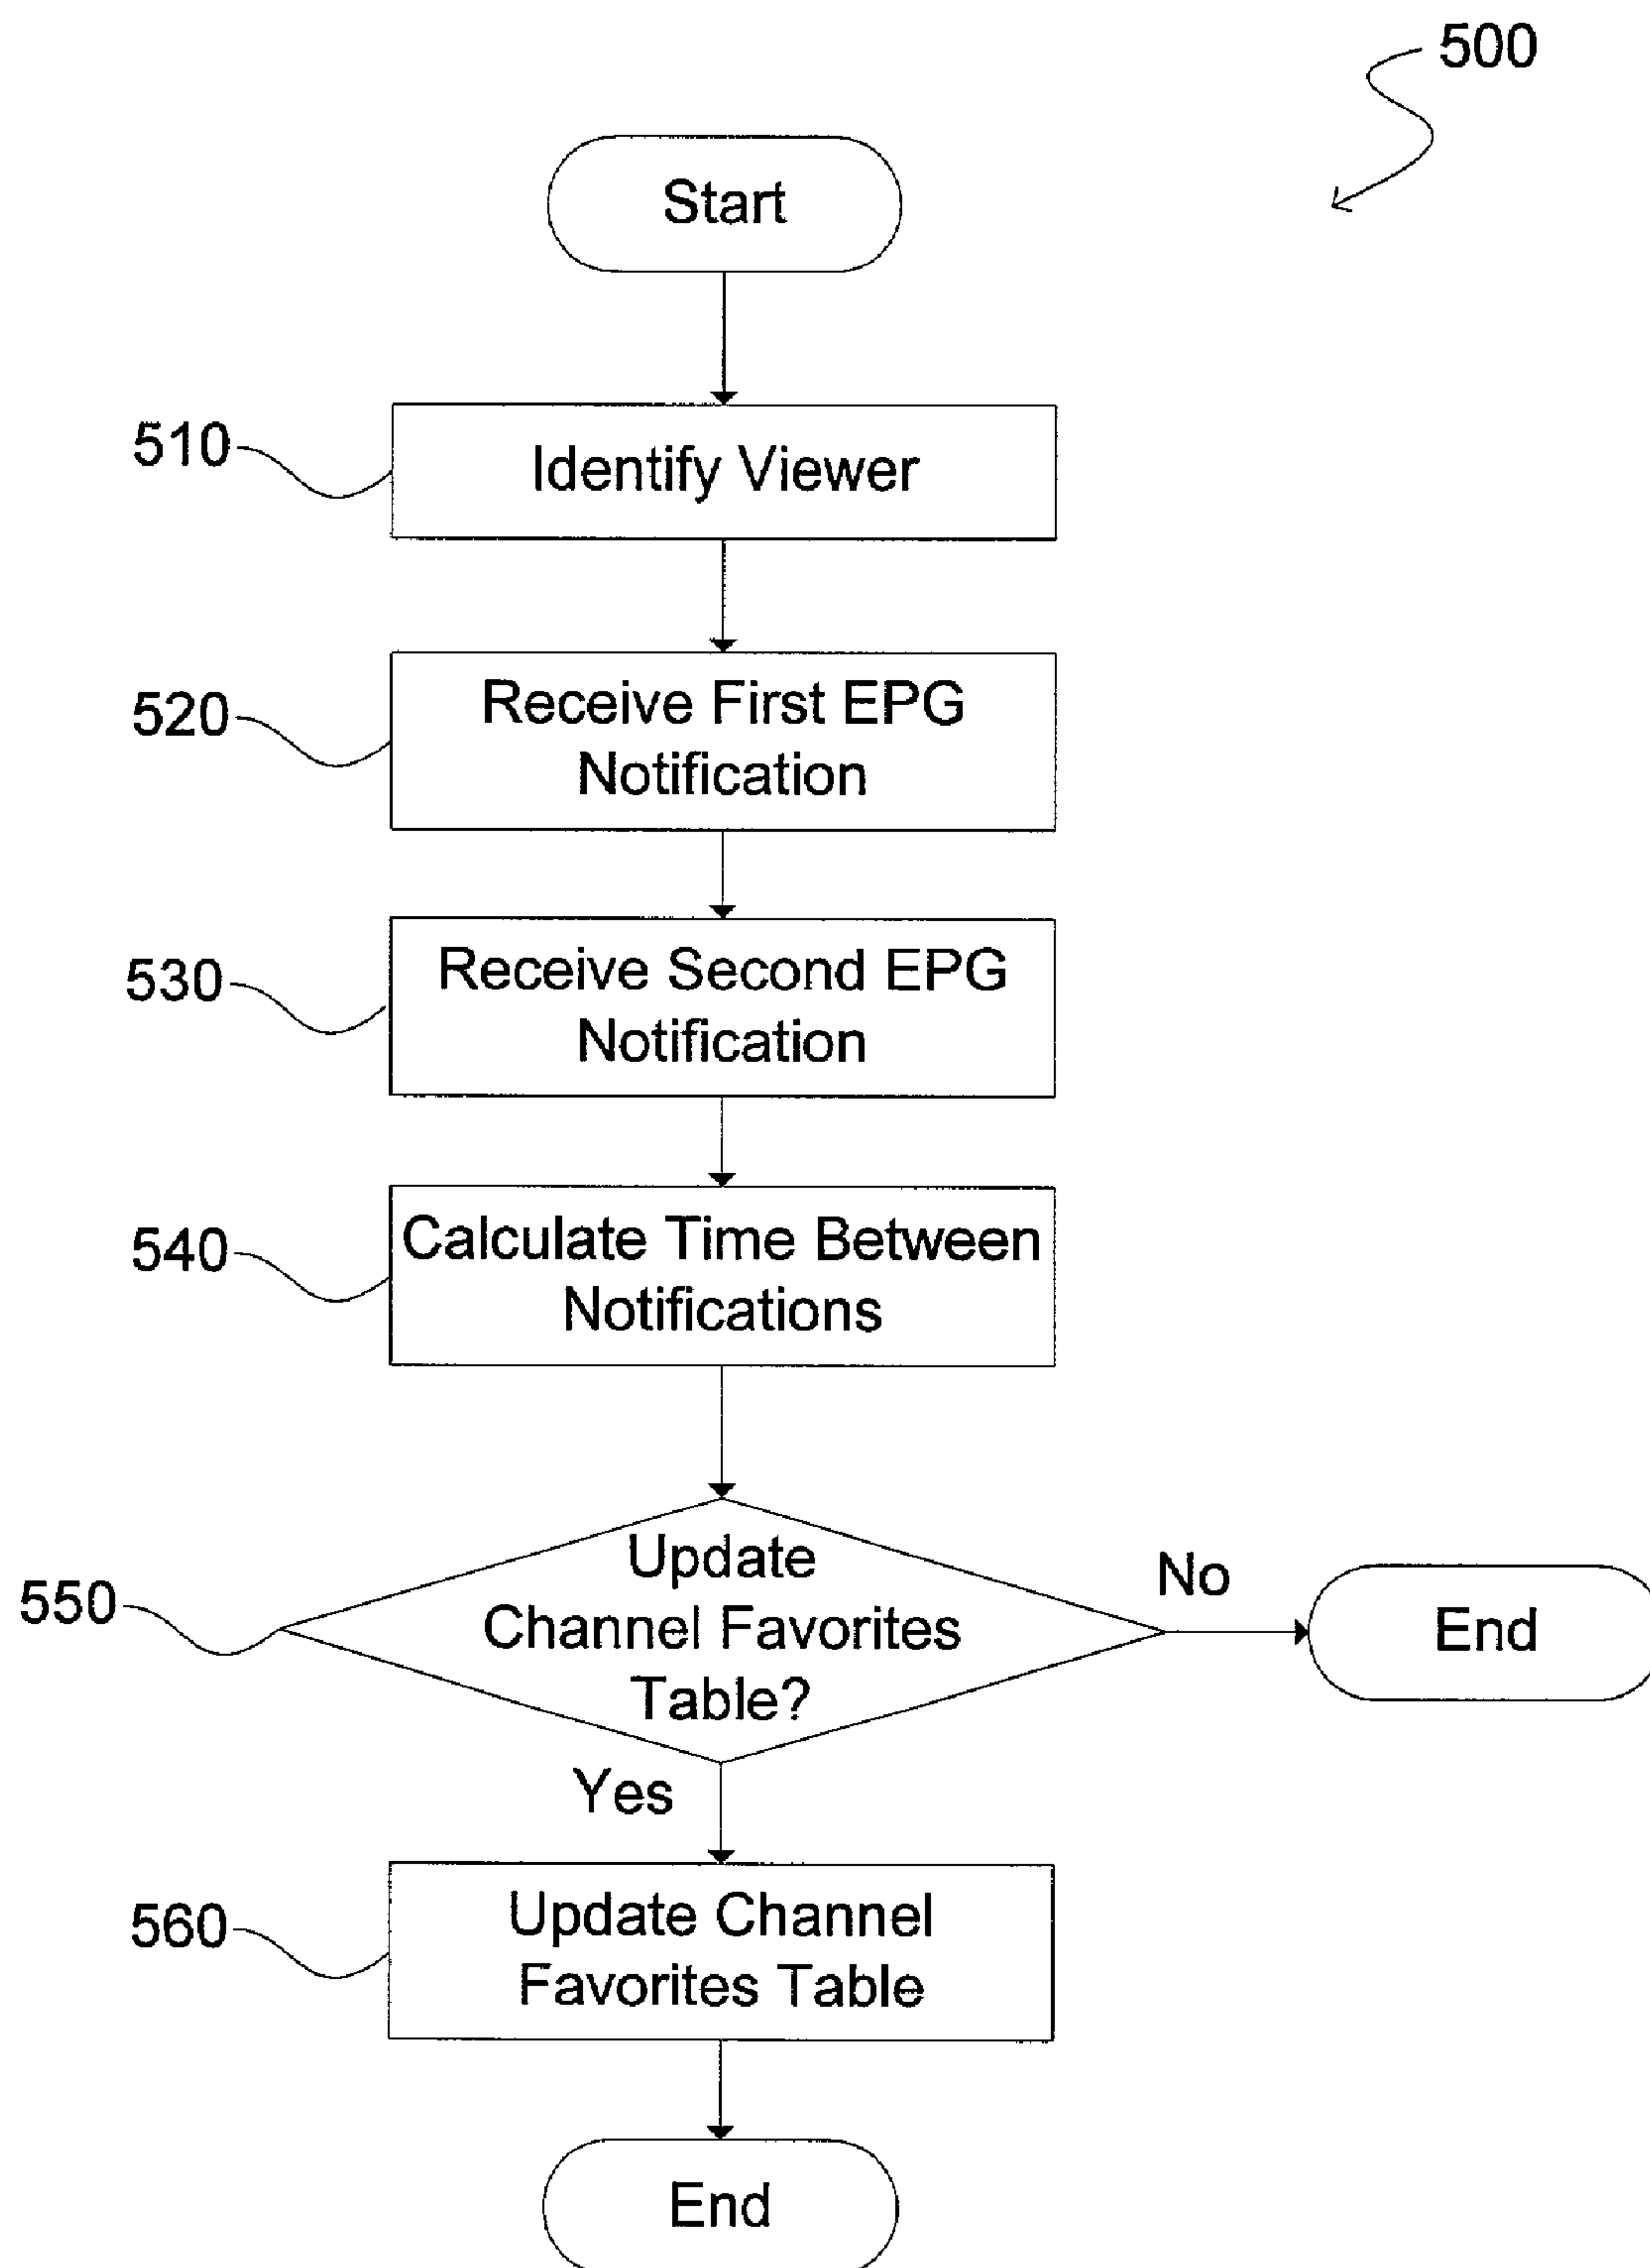 500
Start
510
Identify Viewer
520
Receive First EPG
Notification
530
Receive Second EPG
Notification
540
Calculate Time Between
Notifications
550
Update
Channel Favorites
Table?
No
End
Yes
560
Update Channel
Favorites Table
End